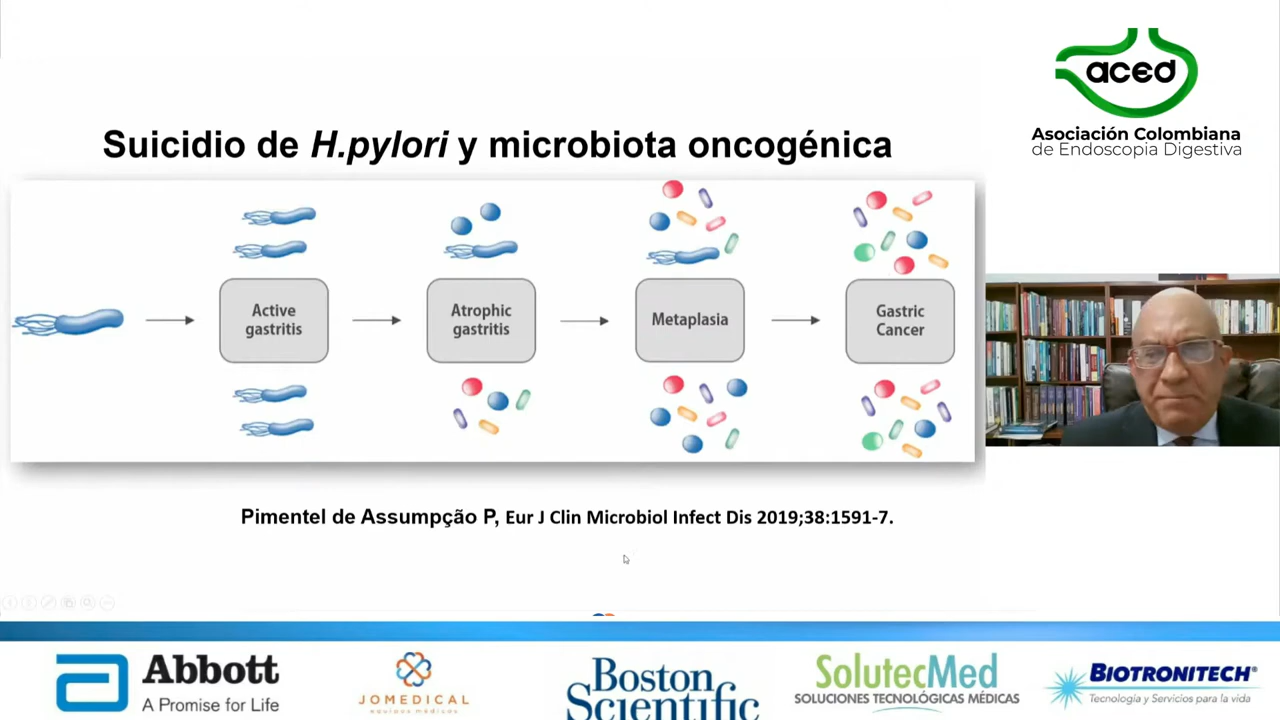 aced
Asociación Colombiana
de Endoscopia Digestiva
Suicidio de H.pylori y microbiota oncogénica
Active
gastritis
Atrophic
gastritis
Metaplasia
Gastric
Cancer
Pimentel de Assumpção P, Eur J Clin Microbiol Infect Dis 2019;38:1591-7.
Abbott
A Promise for Life
JOMEDICAL
equipos médicos
Boston
Scientific
SolutecMed
SOLUCIONES TECNOLÓGICAS MÉDICAS
BIOTRONITECH®
Tecnología y Servicios para la vida